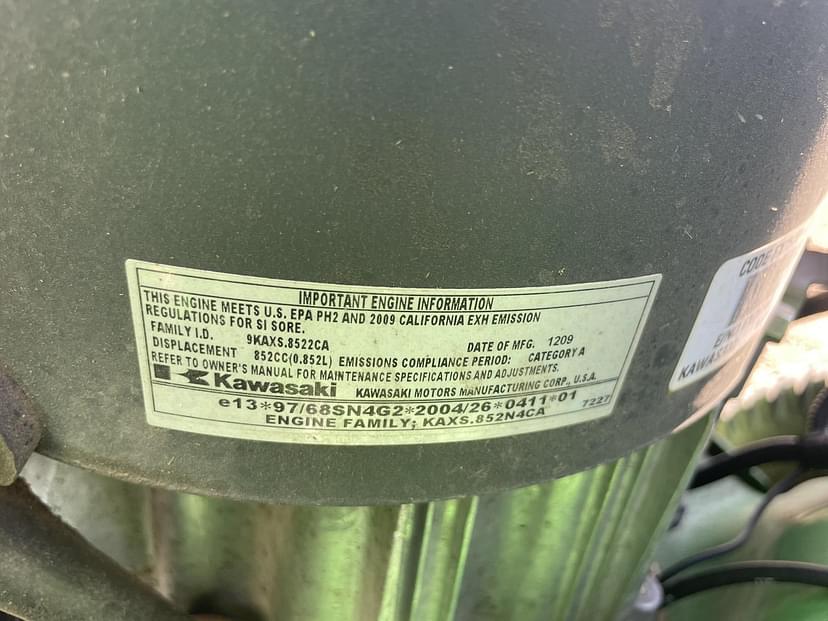 IMPORTANT ENGINE INFORMATION
THIS ENGINE MEETS U.S. EPA PH2 AND 2009 CALIFORNIA EXH EMISSION
REGULATIONS FOR SI SORE.
FAMILY I.D. 9KAXS.8522CA DATE OF MFG. 1209
DISPLACEMENT 852CC(0.852L) EMISSIONS COMPLIANCE PERIOD: CATEGORY A
REFER TO OWNER'S MANUAL FOR MAINTENANCE SPECIFICATIONS AND ADJUSTMENTS.
Kawasaki KAWASAKI MOTORS MANUFACTURING CORP., U.S.A.
e13*97/68SN4G2*2004/26*0411*01 7227
ENGINE FAMILY; KAXS.852N4CA
CODE
E/NO
KAWAS